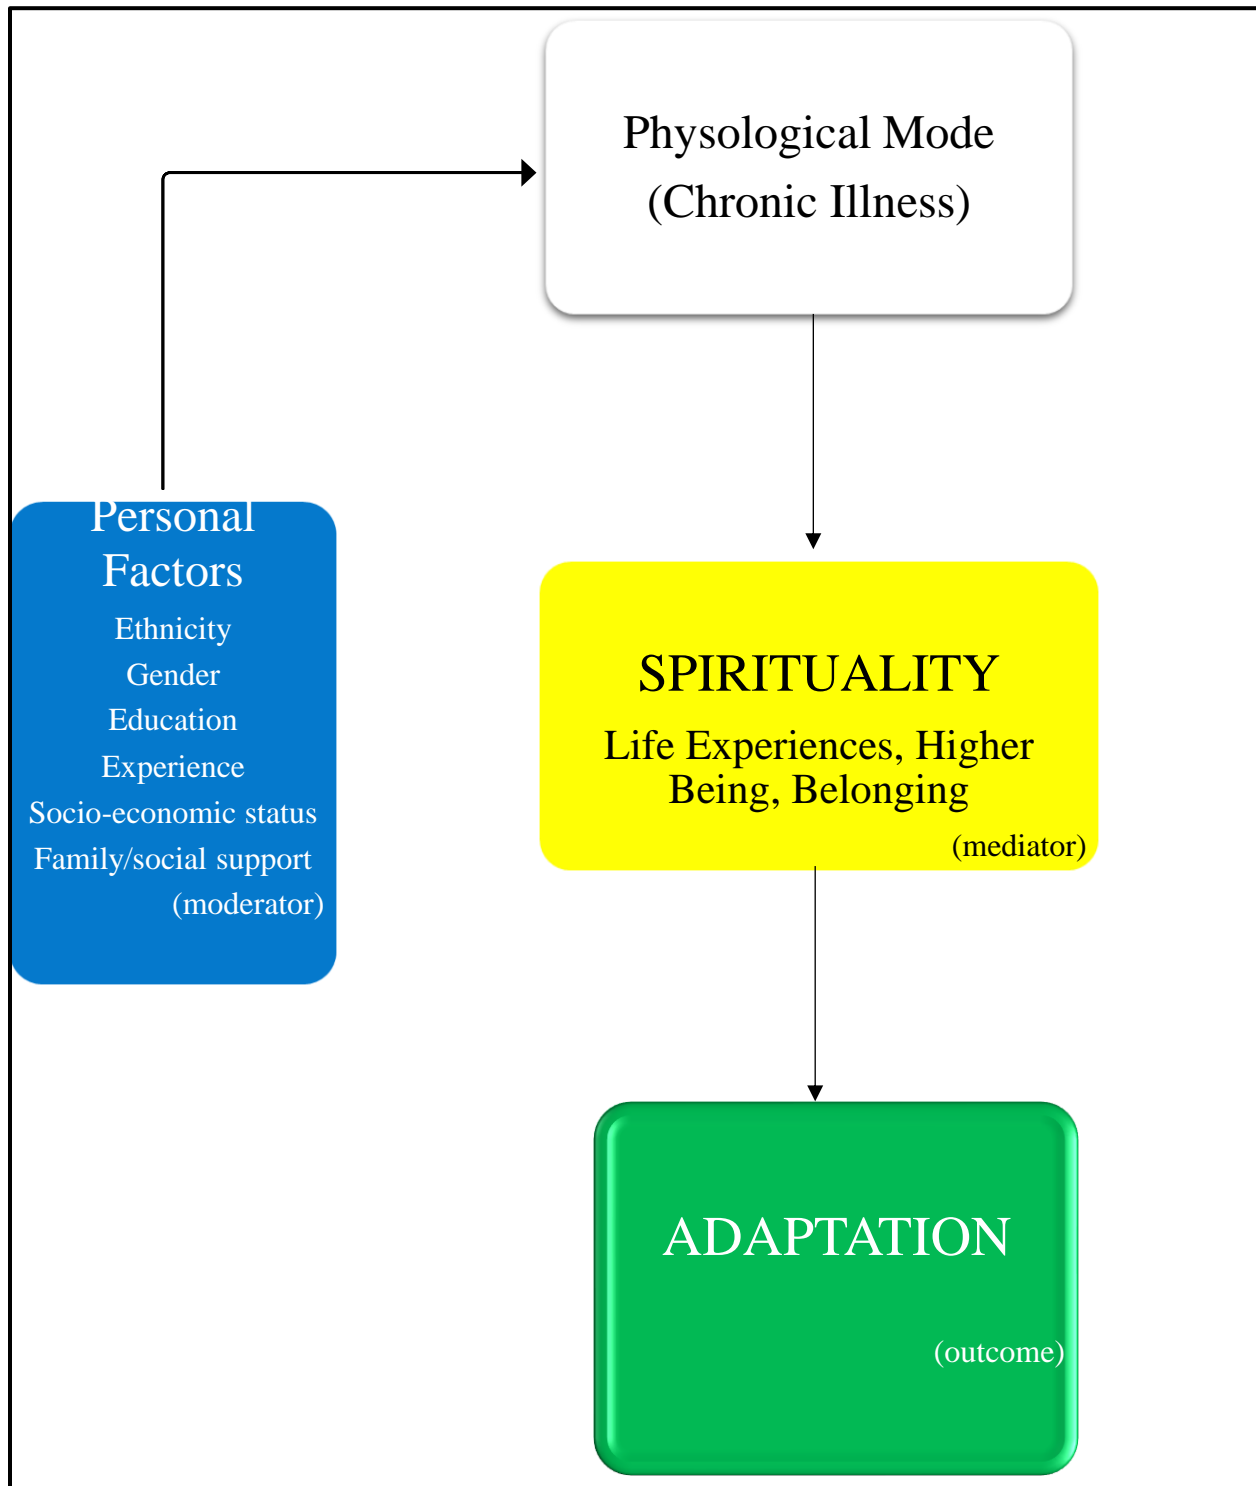 Physological Mode
(Chronic Illness)
Personal
Factors
Ethnicity
Gender
Education
Experience
Socio-economic status
Family/social support
(moderator)
SPIRITUALITY
Life Experiences, Higher
Being, Belonging
(mediator)
ADAPTATION
(outcome)